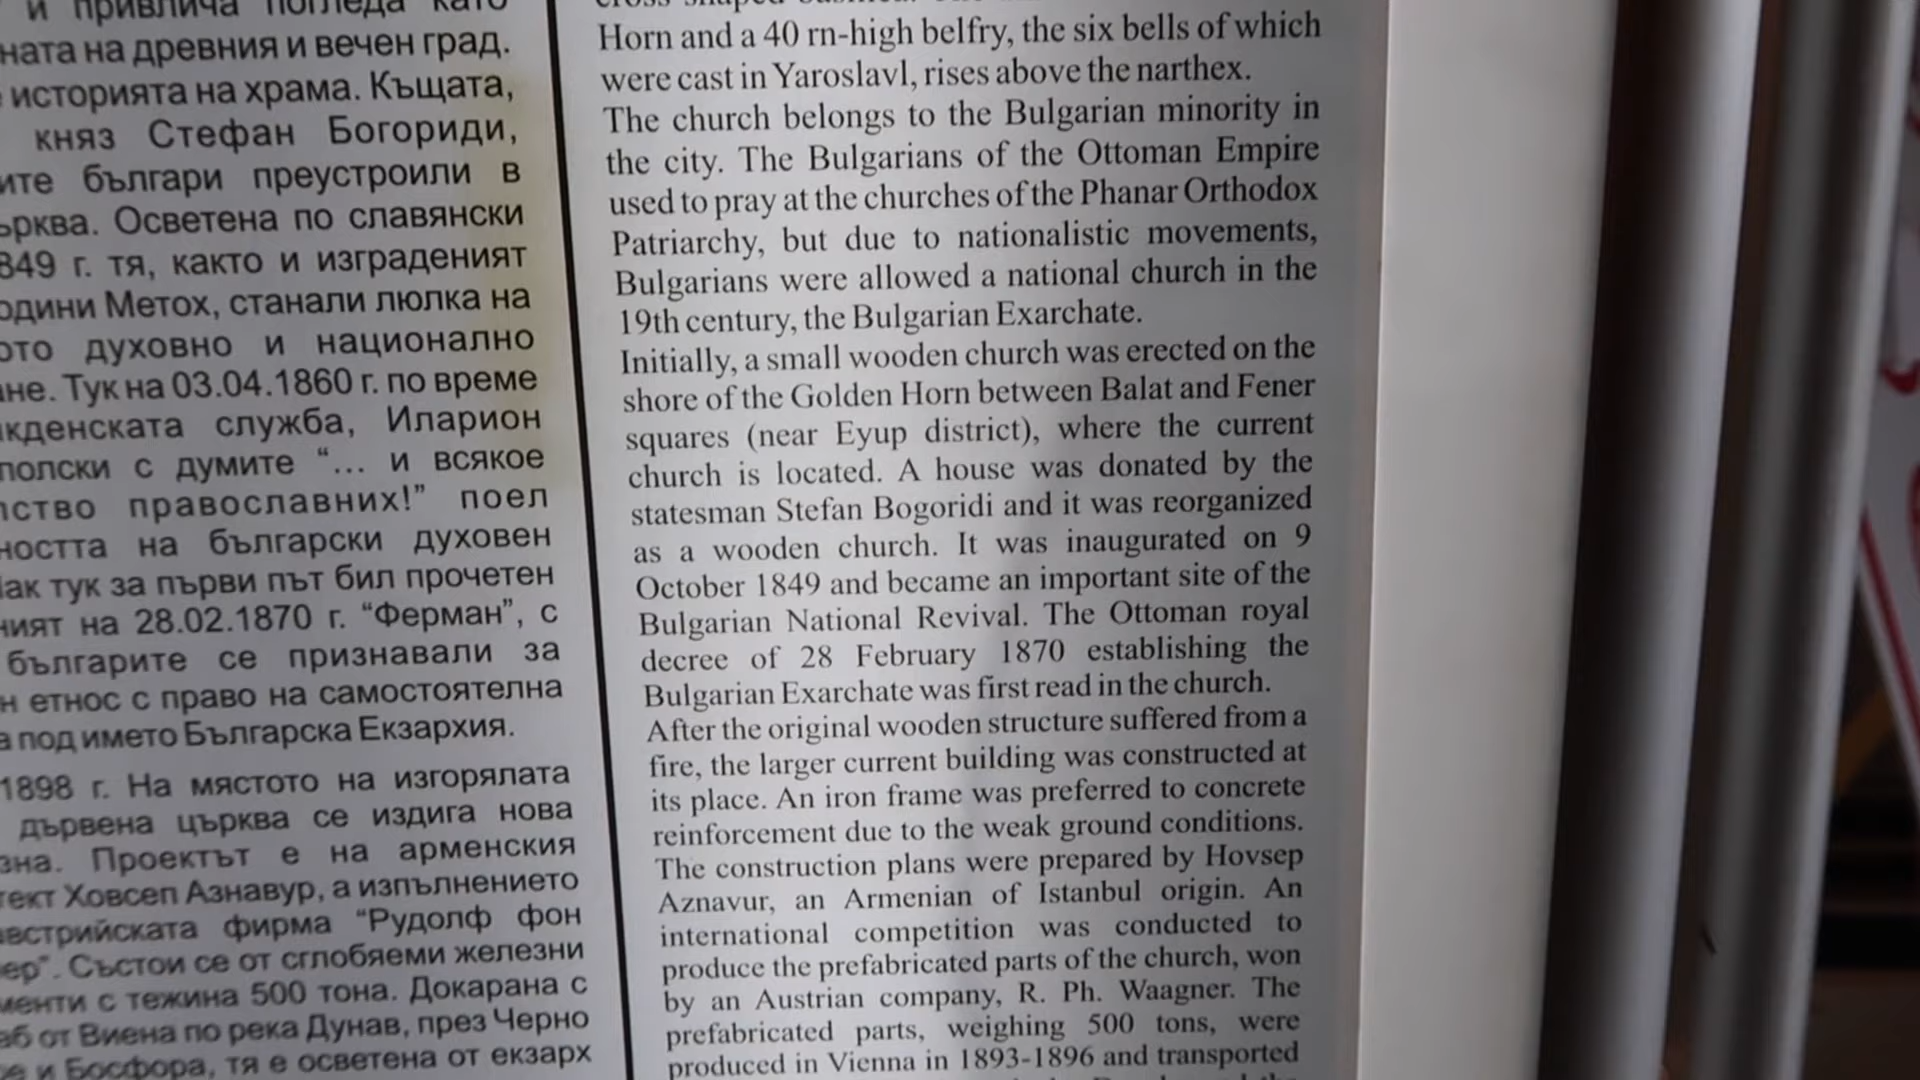 и привлича погледа като
ната на древния и вечен град.
историята на храма. Къщата,
княз Стефан Богориди,
ите българи преустроили в
ърква. Осветена по славянски
849 г. тя, както и изграденият
одини Метох, станали люлка на
ото духовно и национално
не. Тук на 03.04.1860 г. по време
кденската служба, Иларион
полски с думите “... и всякое
ство православних!” поел
ността на български духовен
ак тук за първи път бил прочетен
ият на 28.02.1870 г. “Ферман”, с
българите се признавали за
н етнос с право на самостоятелна
а под името Българска Екзархия.
1898 г. На мястото на изгорялата
дървена църква се издига нова
зна. Проектът е на арменския
тект Ховсеп Азнавур, а изпълнението
австрийската фирма “Рудолф фон
ер”. Състои се от сглобяеми железни
менти с тежина 500 тона. Докарана с
аб от Виена по река Дунав, през Черно
е и Босфора, тя е осветена от екзарх
Horn and a 40 rn-high belfry, the six bells of which
were cast in Yaroslavl, rises above the narthex.
The church belongs to the Bulgarian minority in
the city. The Bulgarians of the Ottoman Empire
used to pray at the churches of the Phanar Orthodox
Patriarchy, but due to nationalistic movements,
Bulgarians were allowed a national church in the
19th century, the Bulgarian Exarchate.
Initially, a small wooden church was erected on the
shore of the Golden Horn between Balat and Fener
squares (near Eyup district), where the current
church is located. A house was donated by the
statesman Stefan Bogoridi and it was reorganized
as a wooden church. It was inaugurated on 9
October 1849 and became an important site of the
Bulgarian National Revival. The Ottoman royal
decree of 28 February 1870 establishing the
Bulgarian Exarchate was first read in the church.
After the original wooden structure suffered from a
fire, the larger current building was constructed at
its place. An iron frame was preferred to concrete
reinforcement due to the weak ground conditions.
The construction plans were prepared by Hovsep
Aznavur, an Armenian of Istanbul origin. An
international competition was conducted to
produce the prefabricated parts of the church, won
by an Austrian company, R. Ph. Waagner. The
prefabricated parts, weighing 500 tons, were
produced in Vienna in 1893-1896 and transported